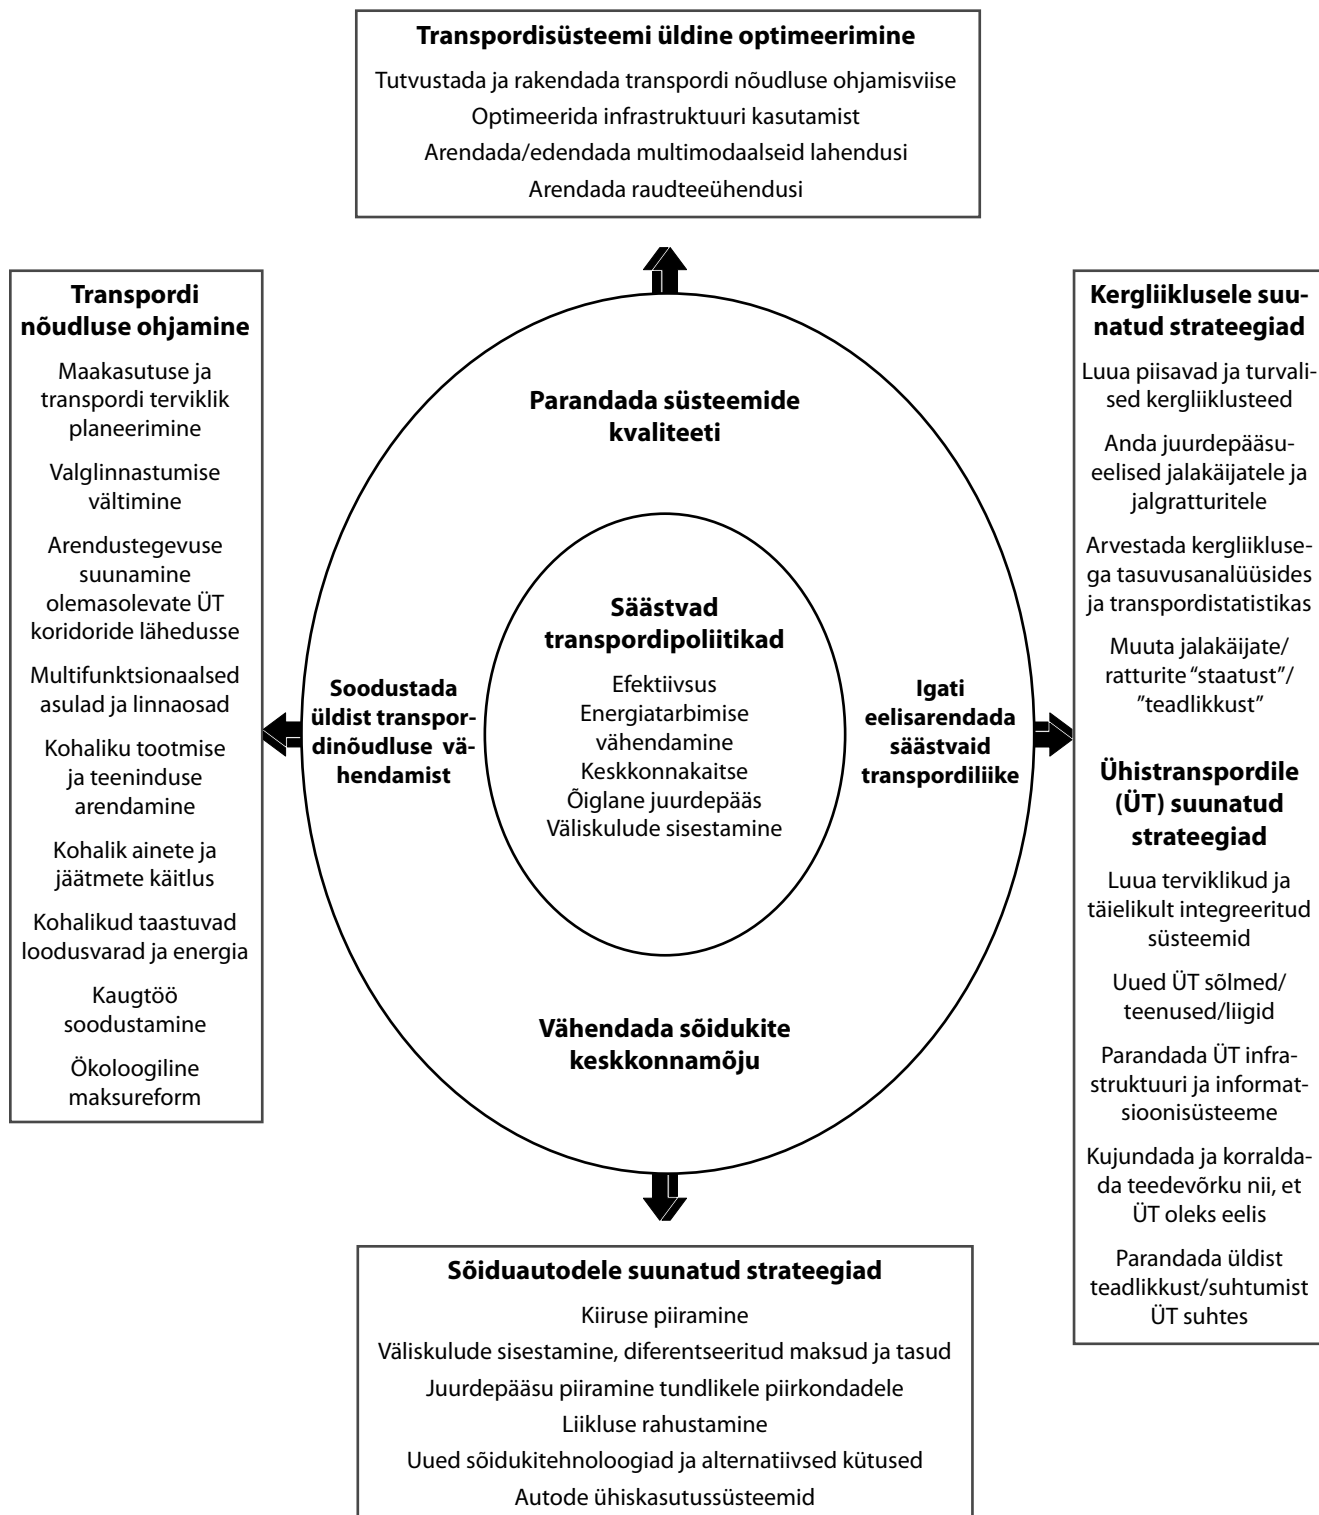 Transpordisüsteemi üldine optimeerimine
Tutvustada ja rakendada transpordi nõudluse ohjamisviise
Optimeerida infrastruktuuri kasutamist
Arendada/edendada multimodaalseid lahendusi
Arendada raudteeühendusi
Transpordi
nõudluse ohjamine
Maakasutuse ja
transpordi terviklik
planeerimine
Valglinnastumise
vältimine
Arendustegevuse
suunamine
olemasolevate ÜT
koridoride lähedusse
Multifunktsionaalsed
asulad ja linnaosad
Kohaliku tootmise
ja teeninduse
arendamine
Kohalik ainete ja
jäätmete käitlus
Kohalikud taastuvad
loodusvarad ja energia
Kaugtöö
soodustamine
Ökoloogiline
maksureform
Parandada süsteemide
kvaliteeti
Soodustada
üldist transpor-
dinõudluse vä-
hendamist
Säästvad
transpordipoliitikad
Efektiivsus
Energiatarbimise
vähendamine
Keskkonnakaitse
Õiglane juurdepääs
Väliskulude sisestamine
Igati
eelisarendada
säästvaid
transpordiliike
Vähendada sõidukite
keskkonnamõju
Kergliiklusele suu-
natud strateegiad
Luua piisavad ja turvali-
sed kergliiklusteed
Anda juurdepääsu-
eelised jalakäijatele ja
jalgratturitele
Arvestada kergliikluse-
ga tasuvusanalüüsides
ja transpordistatistikas
Muuta jalakäijate/
ratturite “staatust”/
”teadlikkust”
Ühistranspordile
(ÜT) suunatud
strateegiad
Luua terviklikud ja
täielikult integreeritud
süsteemid
Uued ÜT sõlmed/
teenused/liigid
Parandada ÜT infra-
struktuuri ja informat-
sioonisüsteeme
Kujundada ja korralda-
da teedevõrku nii, et
ÜT oleks eelis
Parandada üldist
teadlikkust/suhtumist
ÜT suhtes
Sõiduautodele suunatud strateegiad
Kiiruse piiramine
Väliskulude sisestamine, diferentseeritud maksud ja tasud
Juurdepääsu piiramine tundlikele piirkondadele
Liikluse rahustamine
Uued sõidukitehnoloogiad ja alternatiivsed kütused
Autode ühiskasutussüsteemid